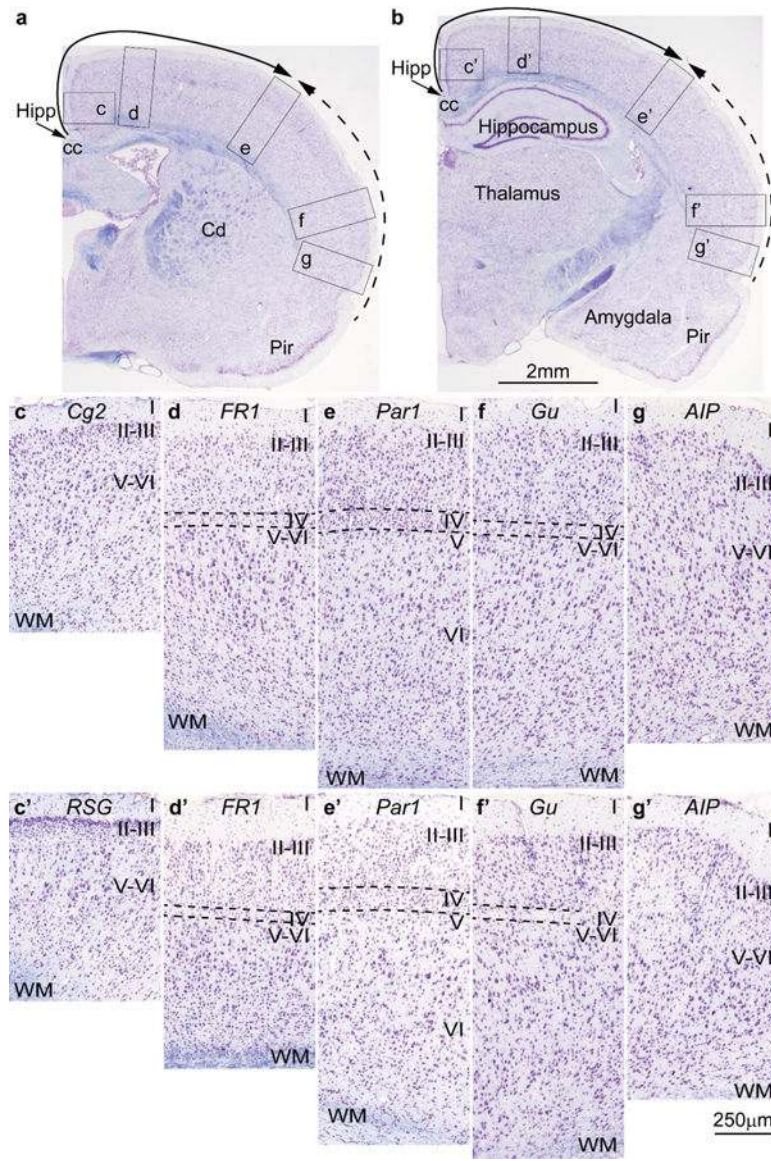 a
b
Hipp
cc
c
d
e
f
g
Cd
Pir
Hipp
cc
c'
d'
e'
f'
g'
Hippocampus
Thalamus
Amygdala
Pir
2mm
c Cg2 I
II-III
V-VI
WM
d FR1 I
II-III
IV
V-VI
WM
e Par1 I
II-III
IV
V
VI
WM
f Gu I
II-III
IV
V-VI
WM
g AIP I
II-III
V-VI
WM
c' RSG I
II-III
V-VI
WM
d' FR1 I
II-III
IV
V-VI
WM
e' Par1 I
II-III
IV
V
VI
WM
f' Gu I
II-III
IV
V-VI
WM
g' AIP I
II-III
V-VI
WM
250μm